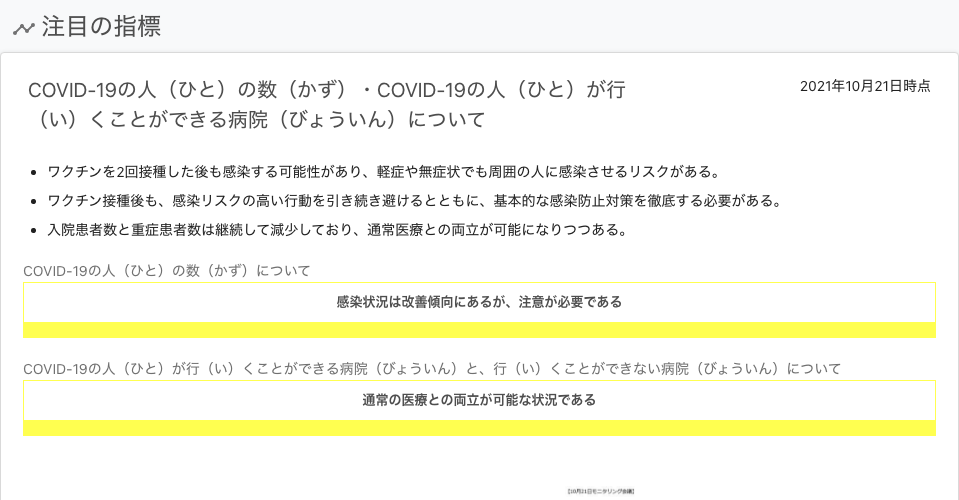 注目の指標
COVID-19の人（ひと）の数（かず）・COVID-19の人（ひと）が行
（い）くことができる病院（びょういん）について
2021年10月21日時点
ワクチンを2回接種した後も感染する可能性があり、軽症や無症状でも周囲の人に感染させるリスクがある。
ワクチン接種後も、感染リスクの高い行動を引き続き避けるとともに、基本的な感染防止対策を徹底する必要がある。
入院患者数と重症患者数は継続して減少しており、通常医療との両立が可能になりつつある。
COVID-19の人（ひと）の数（かず）について
感染状況は改善傾向にあるが、注意が必要である
COVID-19の人（ひと）が行（い）くことができる病院（びょういん）と、行（い）くことができない病院（びょういん）について
通常の医療との両立が可能な状況である
【10月21日モニタリング会議】